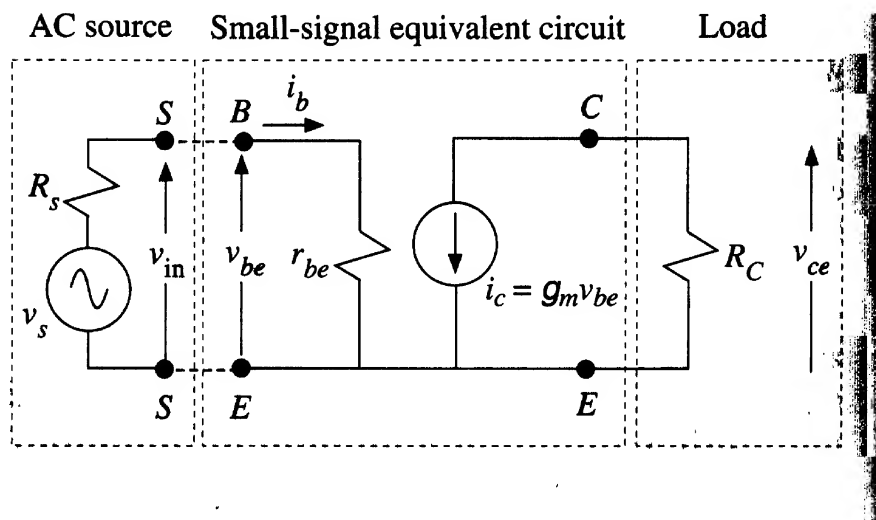 AC source Small-signal equivalent circuit Load
S B i_b C
R_s
v_in v_be r_be R_C v_ce
i_c = g_m v_be
v_s
S E E